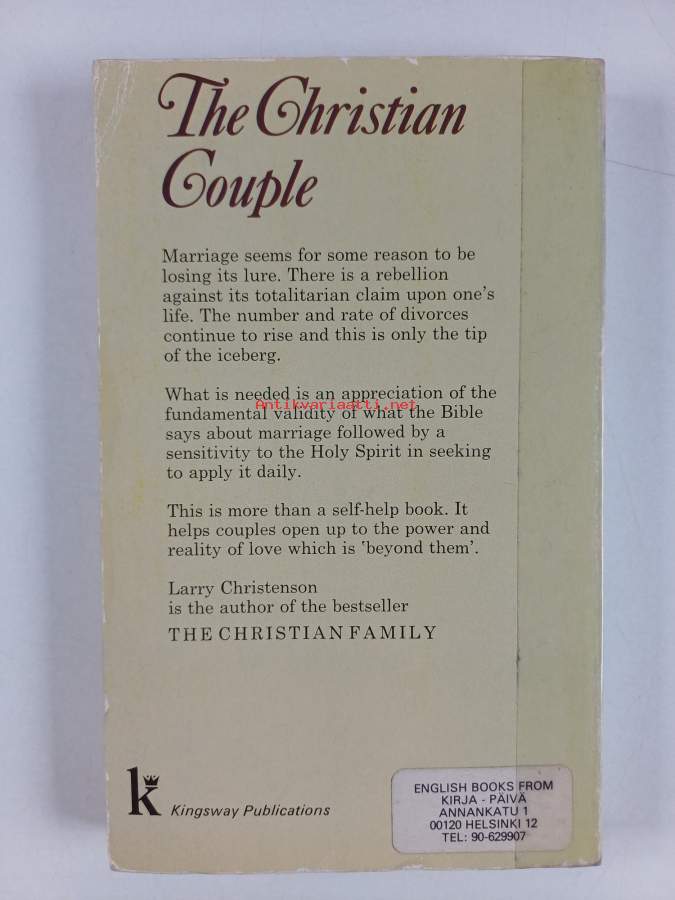 The Christian
Couple
Marriage seems for some reason to be
losing its lure. There is a rebellion
against its totalitarian claim upon one's
life. The number and rate of divorces
continue to rise and this is only the tip
of the iceberg.
What is needed is an appreciation of the
Antikvariaatti.net
fundamental validity of what the Bible
says about marriage followed by a
sensitivity to the Holy Spirit in seeking
to apply it daily.
This is more than a self-help book. It
helps couples open up to the power and
reality of love which is 'beyond them'.
Larry Christenson
is the author of the bestseller
THE CHRISTIAN FAMILY
k Kingsway Publications
ENGLISH BOOKS FROM
KIRJA - PÄIVÄ
ANNANKATU 1
00120 HELSINKI 12
TEL: 90-629907